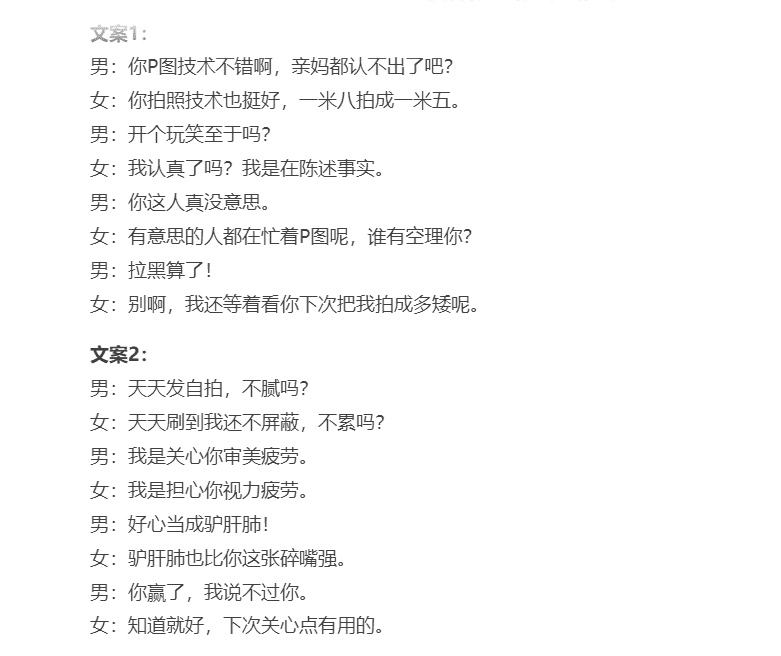 文案1：
男：你P图技术不错啊，亲妈都认不出了吧？
女：你拍照技术也挺好，一米八拍成一米五。
男：开个玩笑至于吗？
女：我认真了吗？我是在陈述事实。
男：你这人真没意思。
女：有意思的人都在忙着P图呢，谁有空理你？
男：拉黑算了！
女：别啊，我还等着看你下次把我拍成多矮呢。
文案2：
男：天天发自拍，不腻吗？
女：天天刷到我还不屏蔽，不累吗？
男：我是关心你审美疲劳。
女：我是担心你视力疲劳。
男：好心当成驴肝肺！
女：驴肝肺也比你这张碎嘴强。
男：你赢了，我说不过你。
女：知道就好，下次关心点有用的。